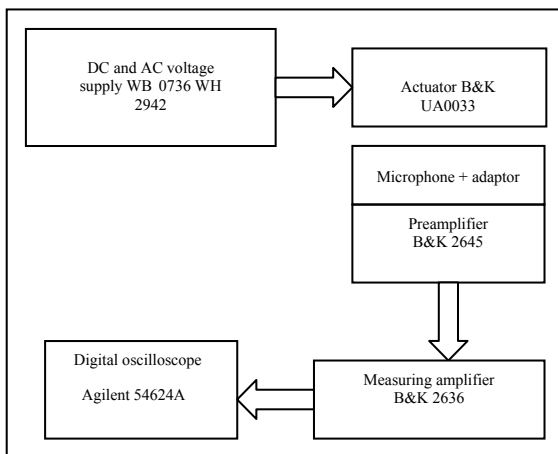 DC and AC voltage
supply WB 0736 WH
2942
Actuator B&K
UA0033
Microphone + adaptor
Preamplifier
B&K 2645
Measuring amplifier
B&K 2636
Digital oscilloscope
Agilent 54624A